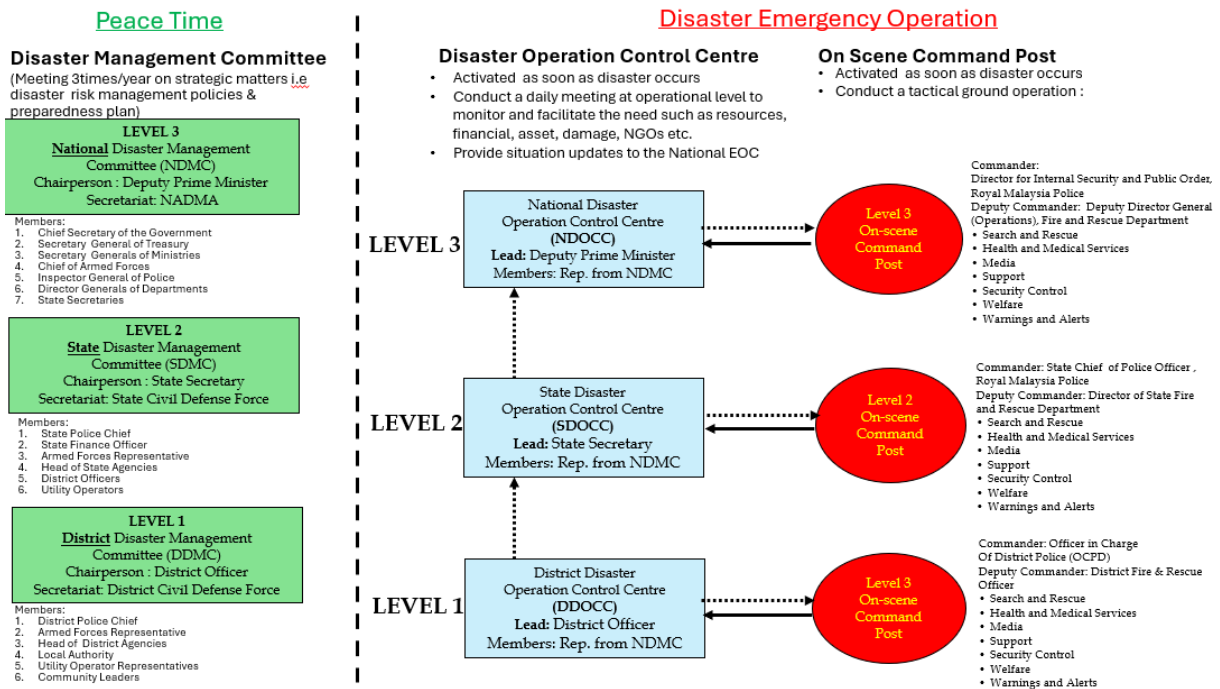 Peace Time
Disaster Management Committee
(Meeting 3times/year on strategic matters i.e
disaster risk management policies &
preparedness plan)
LEVEL 3
National Disaster Management
Committee (NDMC)
Chairperson : Deputy Prime Minister
Secretariat: NADMA
Members:
1. Chief Secretary of the Government
2. Secretary General of Treasury
3. Secretary Generals of Ministries
4. Chief of Armed Forces
5. Inspector General of Police
6. Director Generals of Departments
7. State Secretaries
LEVEL 2
State Disaster Management
Committee (SDMC)
Chairperson : State Secretary
Secretariat: State Civil Defense Force
Members:
1. State Police Chief
2. State Finance Officer
3. Armed Forces Representative
4. Head of State Agencies
5. District Officers
6. Utility Operators
LEVEL 1
District Disaster Management
Committee (DDMC)
Chairperson : District Officer
Secretariat: District Civil Defense Force
Members:
1. District Police Chief
2. Armed Forces Representative
3. Head of District Agencies
4. Local Authority
5. Utility Operator Representatives
6. Community Leaders
Disaster Emergency Operation
Disaster Operation Control Centre
• Activated as soon as disaster occurs
• Conduct a daily meeting at operational level to
monitor and facilitate the need such as resources,
financial, asset, damage, NGOs etc.
• Provide situation updates to the National EOC
On Scene Command Post
• Activated as soon as disaster occurs
• Conduct a tactical ground operation :
LEVEL 3
National Disaster
Operation Control Centre
(NDOCC)
Lead: Deputy Prime Minister
Members: Rep. from NDMC
Level 3
On-scene
Command
Post
Commander:
Director for Internal Security and Public Order,
Royal Malaysia Police
Deputy Commander: Deputy Director General
(Operations), Fire and Rescue Department
• Search and Rescue
• Health and Medical Services
• Media
• Support
• Security Control
• Welfare
• Warnings and Alerts
LEVEL 2
State Disaster
Operation Control Centre
(SDOCC)
Lead: State Secretary
Members: Rep. from NDMC
Level 2
On-scene
Command
Post
Commander: State Chief of Police Officer ,
Royal Malaysia Police
Deputy Commander: Director of State Fire
and Rescue Department
• Search and Rescue
• Health and Medical Services
• Media
• Support
• Security Control
• Welfare
• Warnings and Alerts
LEVEL 1
District Disaster
Operation Control Centre
(DDOCC)
Lead: District Officer
Members: Rep. from NDMC
Level 3
On-scene
Command
Post
Commander: Officer in Charge
Of District Police (OCPD)
Deputy Commander: District Fire & Rescue
Officer
• Search and Rescue
• Health and Medical Services
• Media
• Support
• Security Control
• Welfare
• Warnings and Alerts